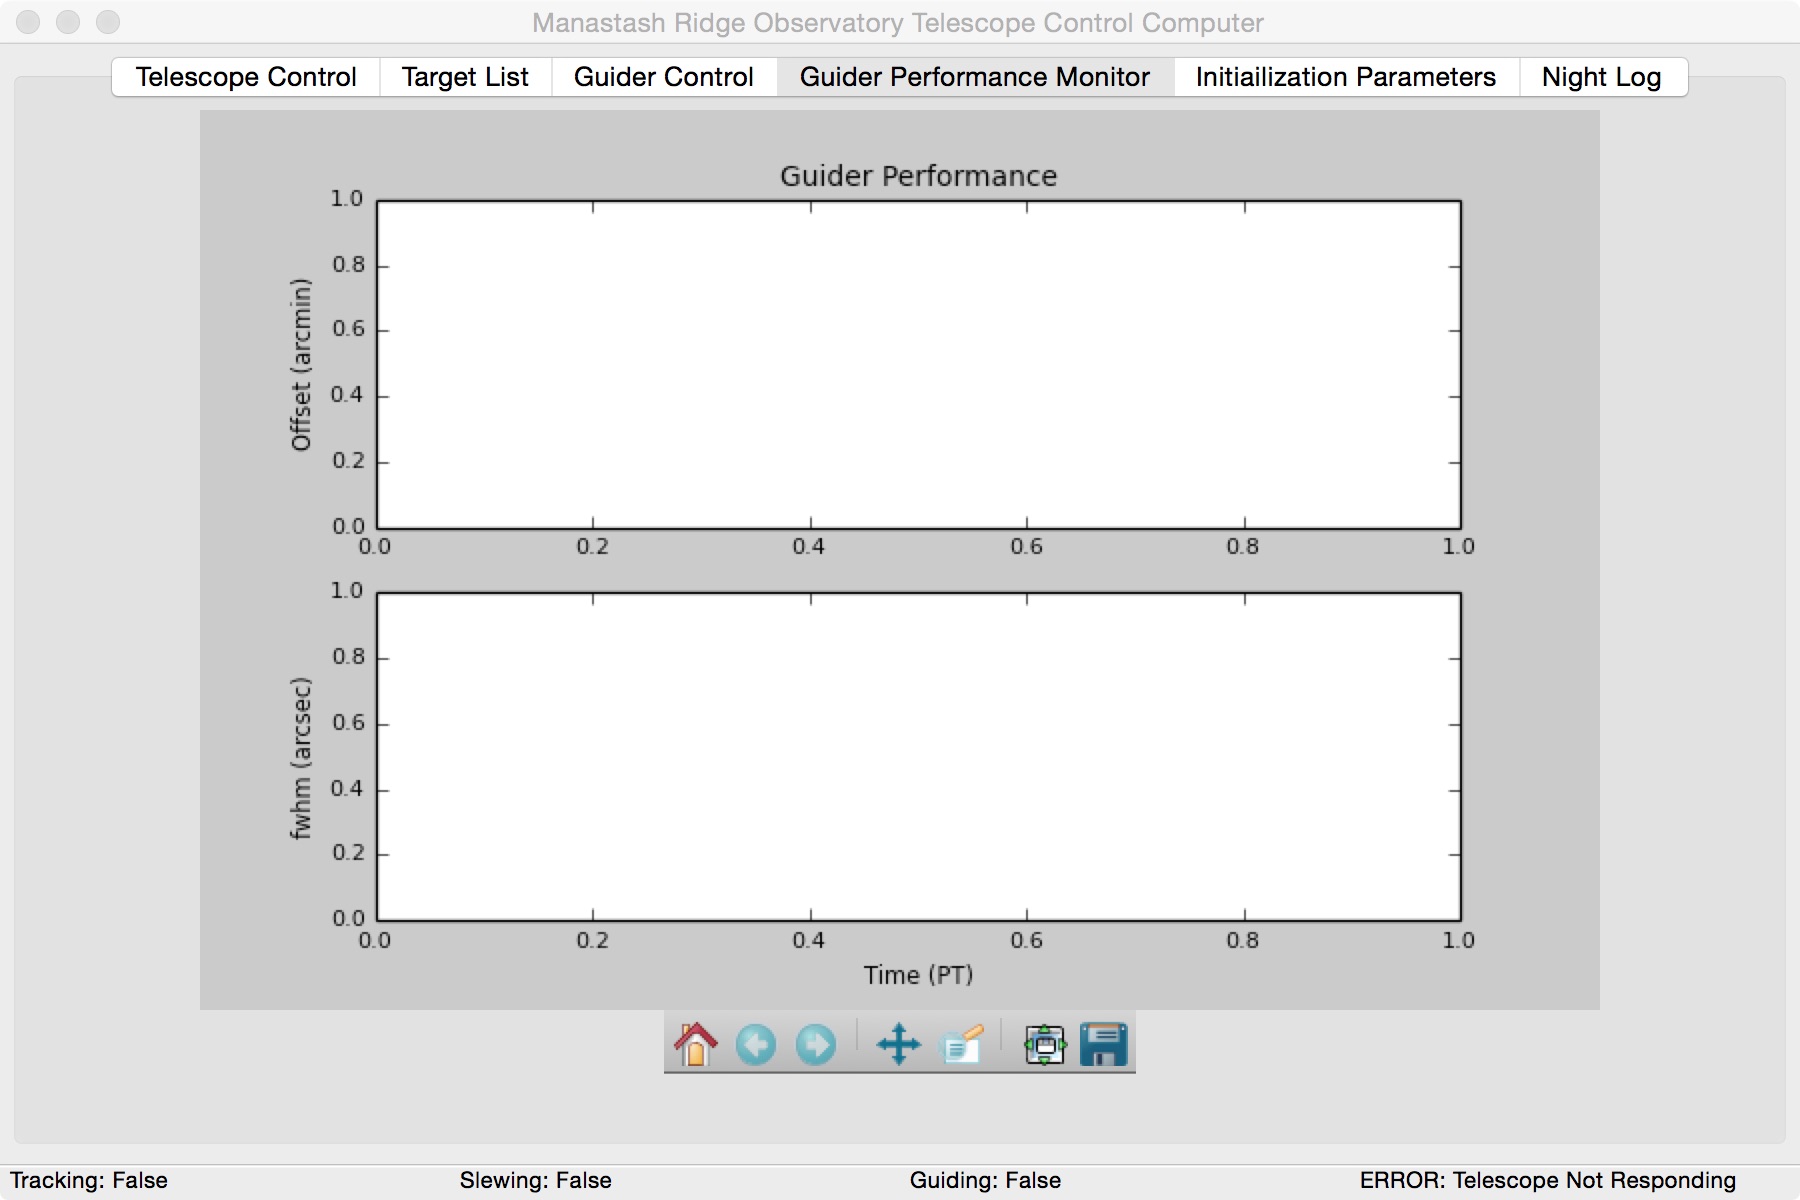 Manastash Ridge Observatory Telescope Control Computer
Telescope Control Target List Guider Control Guider Performance Monitor Initiailization Parameters Night Log
Guider Performance
Offset (arcmin)
1.0
0.8
0.6
0.4
0.2
0.0
0.0 0.2 0.4 0.6 0.8 1.0
fwhm (arcsec)
1.0
0.8
0.6
0.4
0.2
0.0
0.0 0.2 0.4 0.6 0.8 1.0
Time (PT)
Tracking: False Slewing: False Guiding: False ERROR: Telescope Not Responding